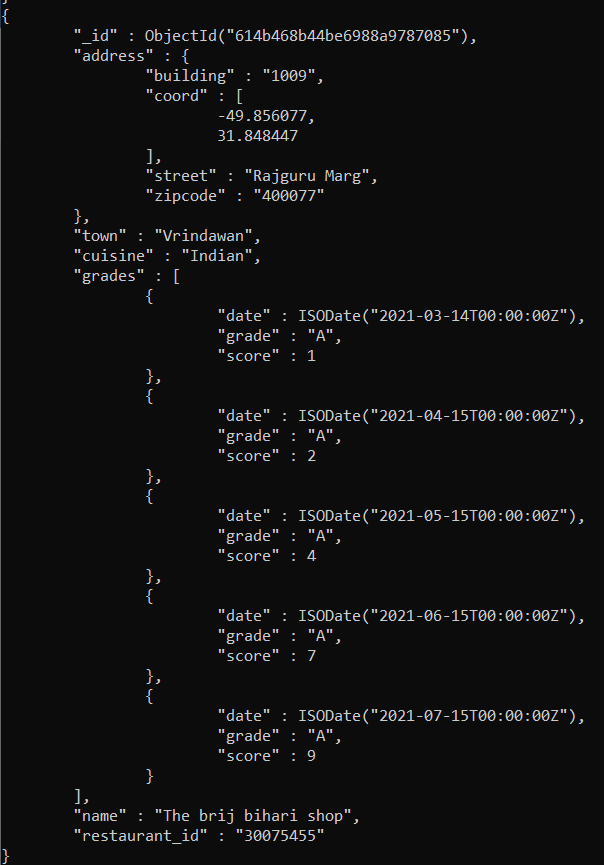 }
{
        "_id" : ObjectId("614b468b44be6988a9787085"),
        "address" : {
                "building" : "1009",
                "coord" : [
                        -49.856077,
                        31.848447
                ],
                "street" : "Rajguru Marg",
                "zipcode" : "400077"
        },
        "town" : "Vrindawan",
        "cuisine" : "Indian",
        "grades" : [
                {
                        "date" : ISODate("2021-03-14T00:00:00Z"),
                        "grade" : "A",
                        "score" : 1
                },
                {
                        "date" : ISODate("2021-04-15T00:00:00Z"),
                        "grade" : "A",
                        "score" : 2
                },
                {
                        "date" : ISODate("2021-05-15T00:00:00Z"),
                        "grade" : "A",
                        "score" : 4
                },
                {
                        "date" : ISODate("2021-06-15T00:00:00Z"),
                        "grade" : "A",
                        "score" : 7
                },
                {
                        "date" : ISODate("2021-07-15T00:00:00Z"),
                        "grade" : "A",
                        "score" : 9
                }
        ],
        "name" : "The brij bihari shop",
        "restaurant_id" : "30075455"
}